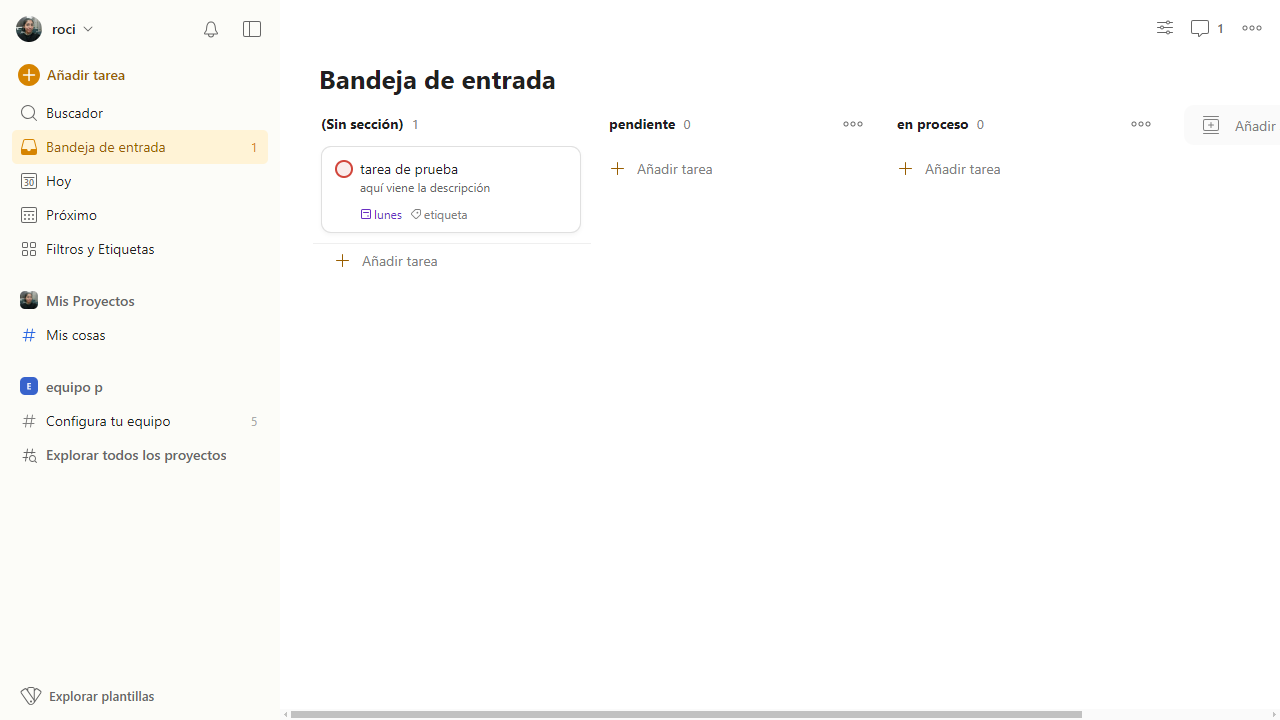 roci
Añadir tarea
Buscador
Bandeja de entrada 1
30 Hoy
Próximo
Filtros y Etiquetas
Mis Proyectos
Mis cosas
E equipo p
Configura tu equipo 5
Explorar todos los proyectos
Explorar plantillas
1
Bandeja de entrada
(Sin sección) 1
tarea de prueba
aquí viene la descripción
lunes etiqueta
Añadir tarea
pendiente 0
Añadir tarea
en proceso 0
Añadir tarea
Añadir